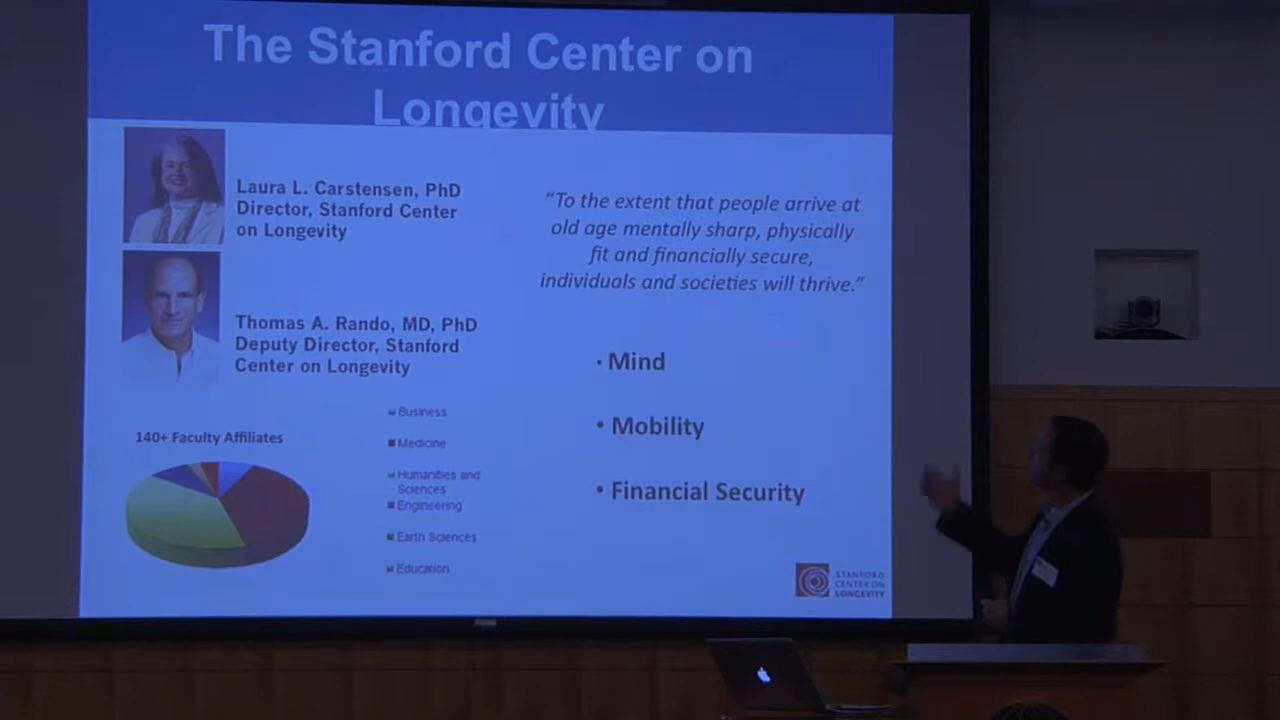 The Stanford Center on
Longevity
Laura L. Carstensen, PhD
Director, Stanford Center
on Longevity
Thomas A. Rando, MD, PhD
Deputy Director, Stanford
Center on Longevity
140+ Faculty Affiliates
Business
Medicine
Humanities and
Sciences
Engineering
Earth Sciences
Education
“To the extent that people arrive at
old age mentally sharp, physically
fit and financially secure,
individuals and societies will thrive.”
• Mind
• Mobility
• Financial Security
STANFORD
CENTER ON
LONGEVITY